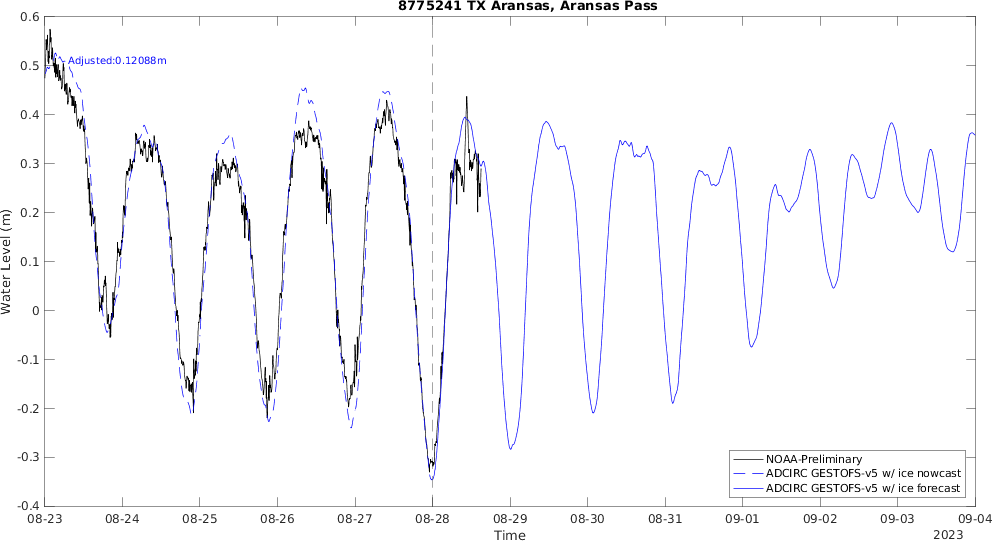 8775241 TX Aransas, Aransas Pass
0.6
0.5
0.4
0.3
0.2
0.1
0
-0.1
-0.2
-0.3
-0.4
Water Level (m)
Adjusted:0.12088m
NOAA-Preliminary
ADCIRC GESTOFS-v5 w/ ice nowcast
ADCIRC GESTOFS-v5 w/ ice forecast
08-23 08-24 08-25 08-26 08-27 08-28 08-29 08-30 08-31 09-01 09-02 09-03 09-04
Time
2023